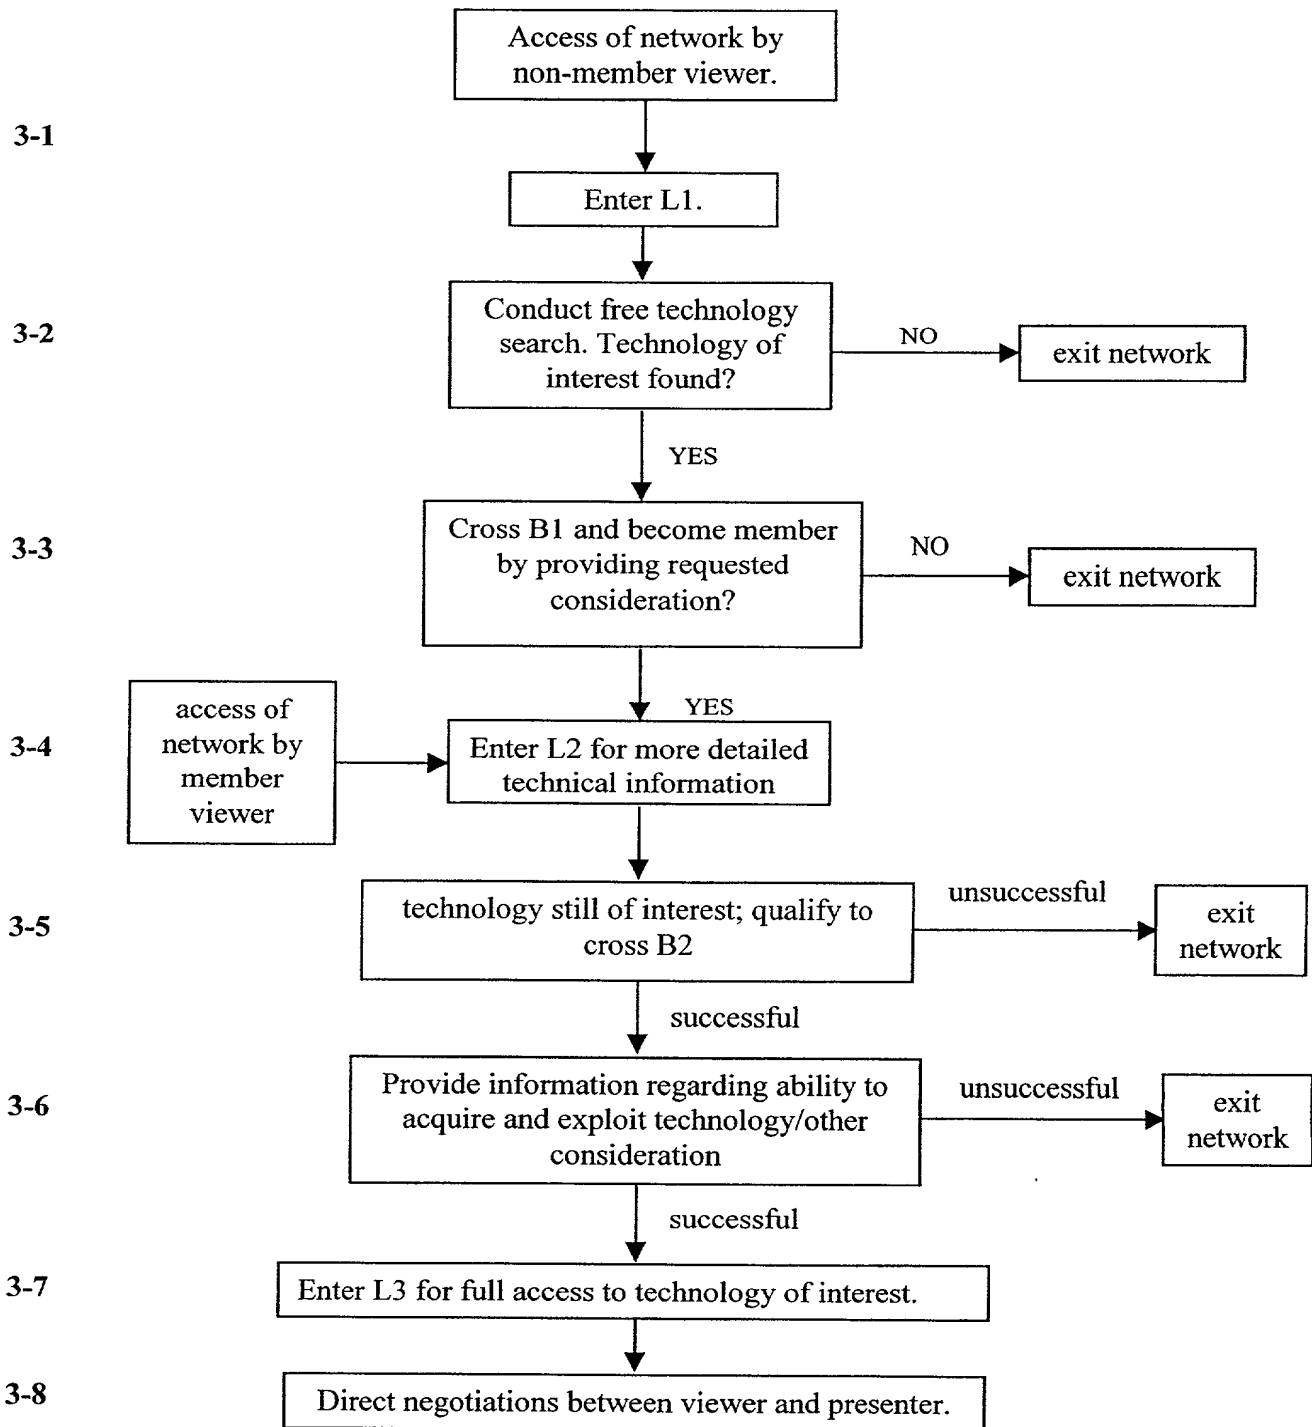 Access of network by
non-member viewer.
3-1
Enter L1.
3-2
Conduct free technology
search. Technology of
interest found?
NO
exit network
YES
3-3
Cross B1 and become member
by providing requested
consideration?
NO
exit network
YES
3-4
access of
network by
member
viewer
Enter L2 for more detailed
technical information
3-5
technology still of interest; qualify to
cross B2
unsuccessful
exit
network
successful
3-6
Provide information regarding ability to
acquire and exploit technology/other
consideration
unsuccessful
exit
network
successful
3-7
Enter L3 for full access to technology of interest.
3-8
Direct negotiations between viewer and presenter.